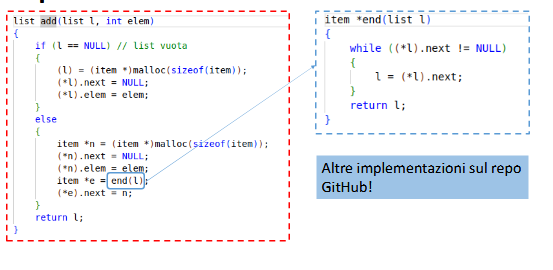 list add(list l, int elem)
{
if (l == NULL) // list vuota
{
(l) = (item *)malloc(sizeof(item));
(*l).next = NULL;
(*l).elem = elem;
}
else
{
item *n = (item *)malloc(sizeof(item));
(*n).next = NULL;
(*n).elem = elem;
item *e = end(l);
(*e).next = n;
}
return l;
}
item *end(list l)
{
while ((*l).next != NULL)
{
l = (*l).next;
}
return l;
}
Altre implementazioni sul repo
GitHub!